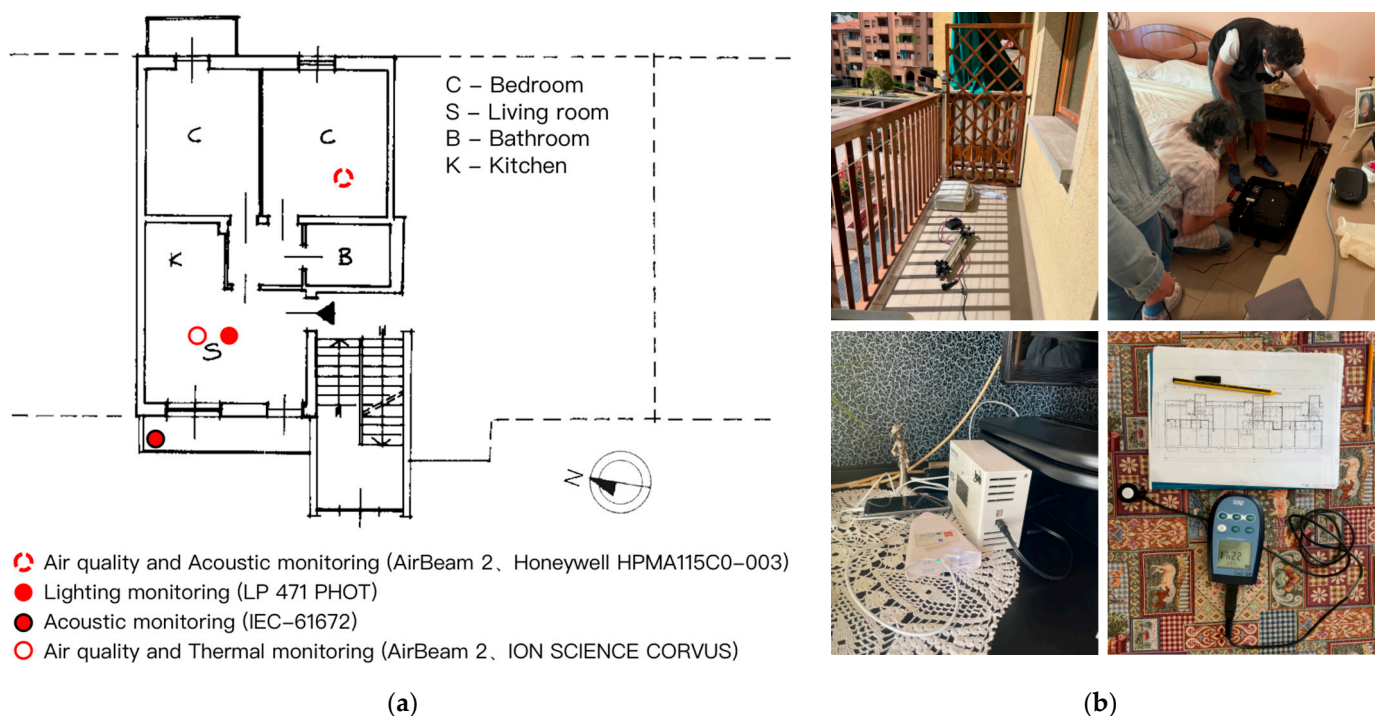 C – Bedroom
S – Living room
B – Bathroom
K – Kitchen
C
C
K
B
S
N
Air quality and Acoustic monitoring (AirBeam 2、Honeywell HPMA115C0–003)
Lighting monitoring (LP 471 PHOT)
Acoustic monitoring (IEC–61672)
Air quality and Thermal monitoring (AirBeam 2、ION SCIENCE CORVUS)
(a)
(b)